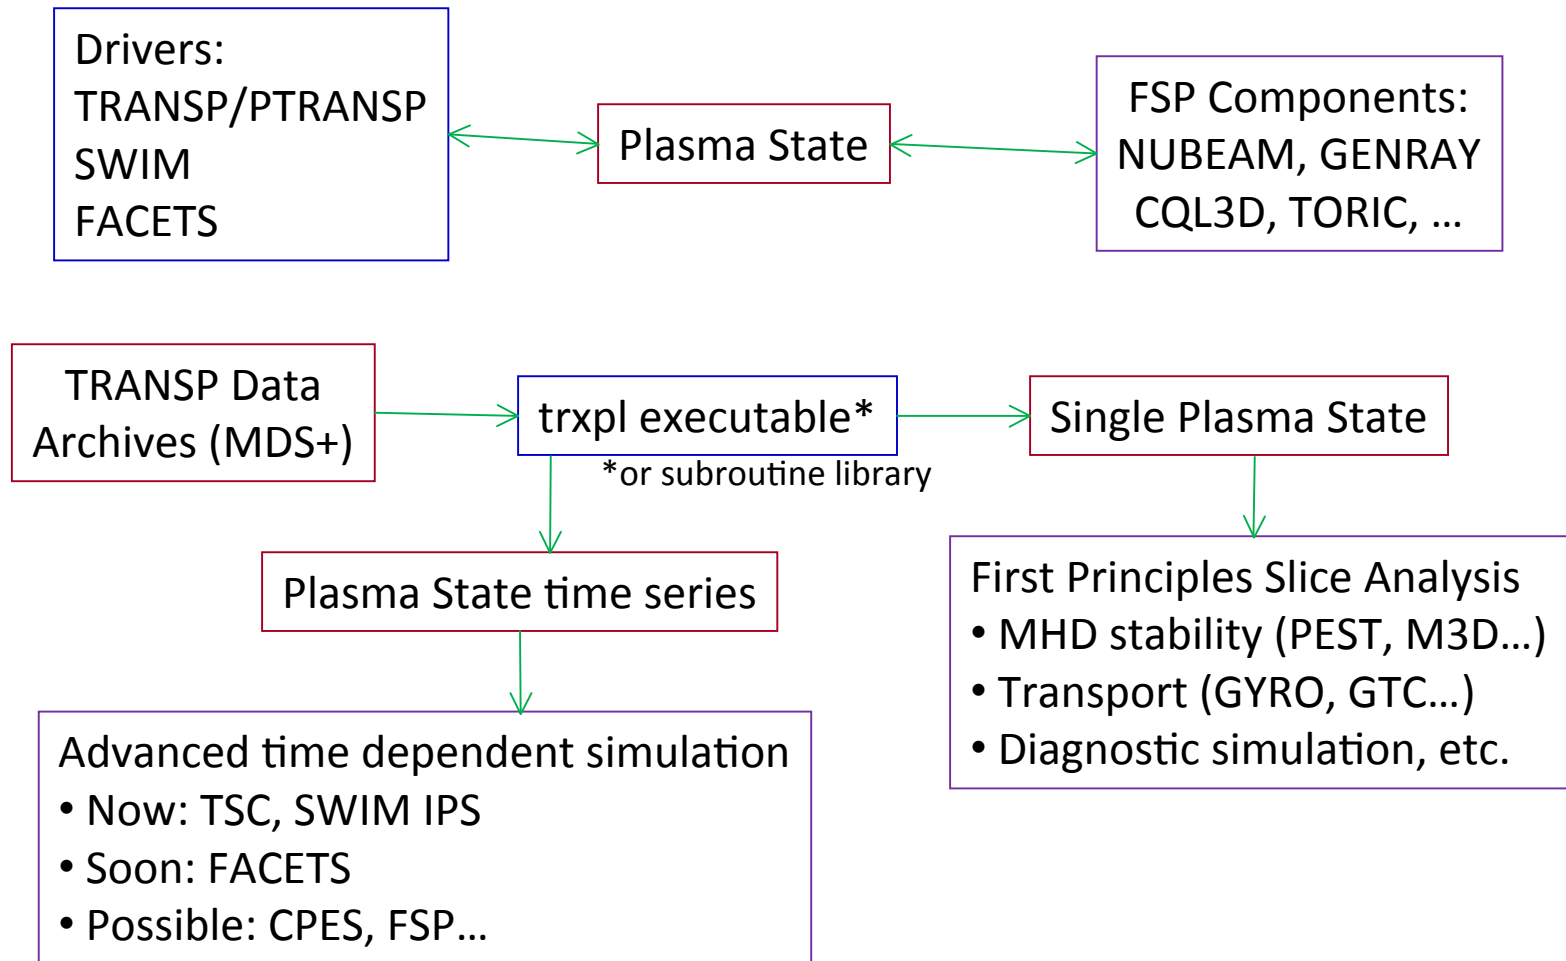 Drivers:
TRANSP/PTRANSP
SWIM
FACETS
Plasma State
FSP Components:
NUBEAM, GENRAY
CQL3D, TORIC, …
TRANSP Data
Archives (MDS+)
trxpl executable*
*or subroutine library
Single Plasma State
Plasma State time series
First Principles Slice Analysis
• MHD stability (PEST, M3D…)
• Transport (GYRO, GTC…)
• Diagnostic simulation, etc.
Advanced time dependent simulation
• Now: TSC, SWIM IPS
• Soon: FACETS
• Possible: CPES, FSP…